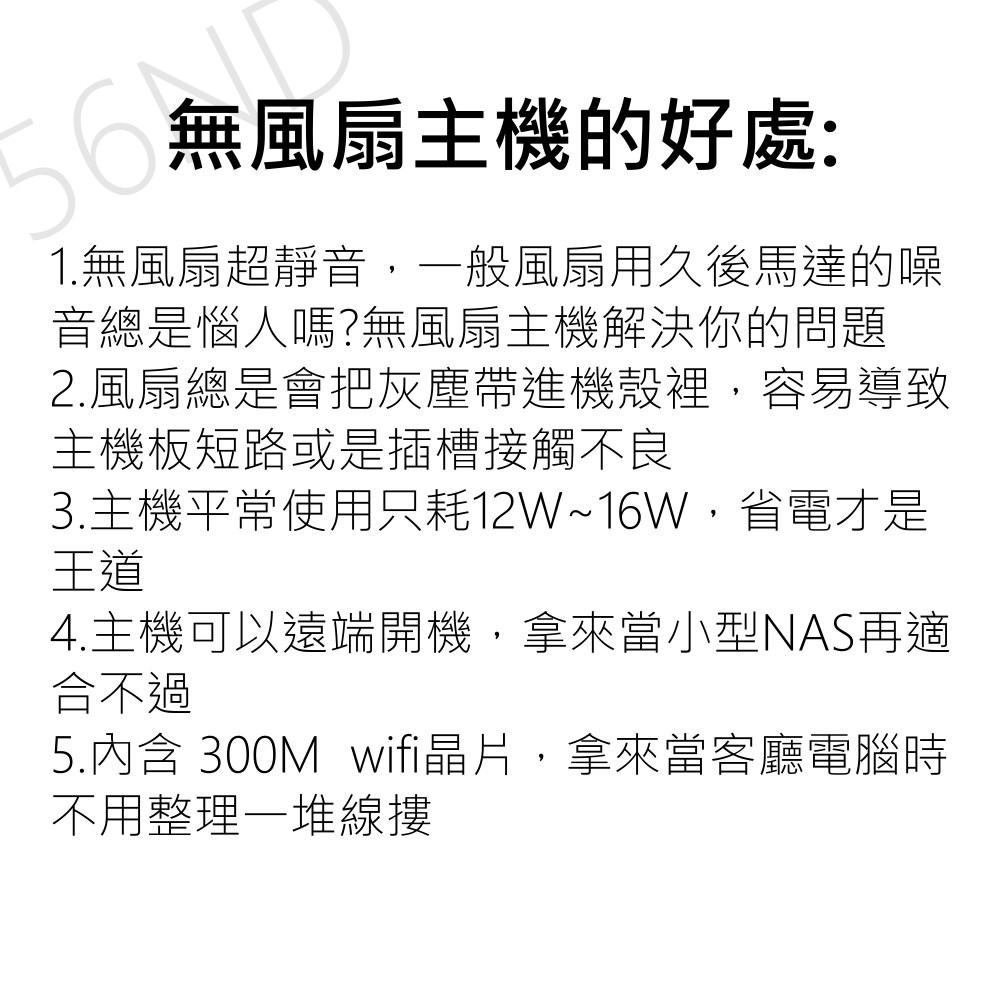 56ND
無風扇主機的好處:
1.無風扇超靜音，一般風扇用久後馬達的噪
音總是惱人嗎?無風扇主機解決你的問題
2.風扇總是會把灰塵帶進機殼裡，容易導致
主機板短路或是插槽接觸不良
3.主機平常使用只耗12W~16W，省電才是
王道
4.主機可以遠端開機，拿來當小型NAS再適
合不過
5.內含 300M  wifi晶片，拿來當客廳電腦時
不用整理一堆線摟